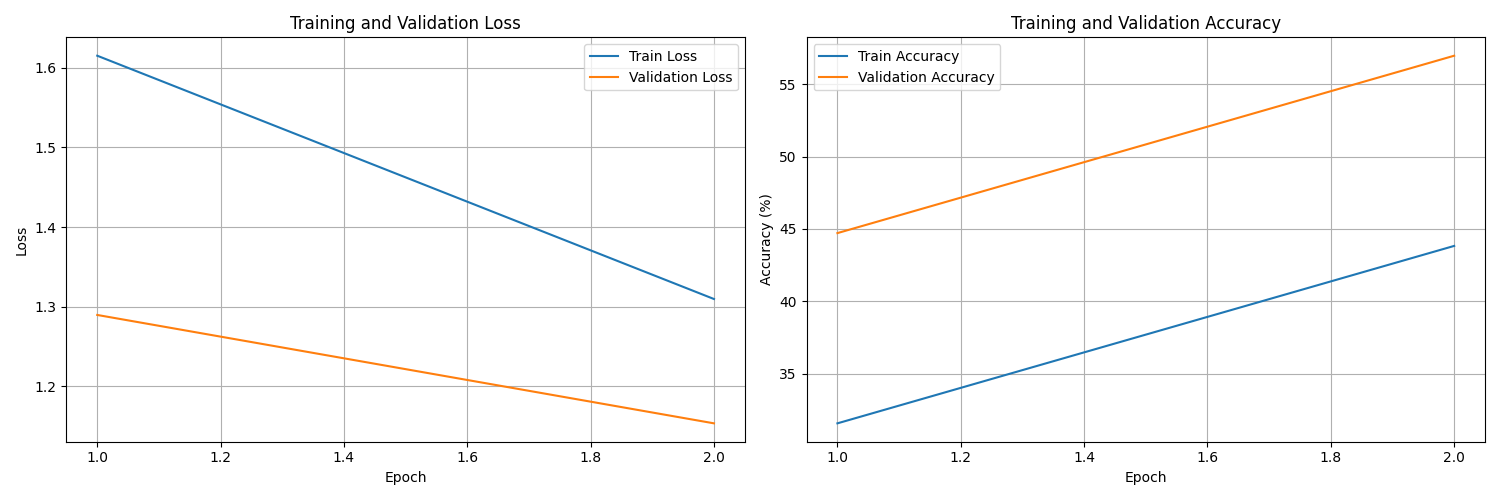 Training and Validation Loss
Train Loss
Validation Loss
1.6
1.5
1.4
1.3
1.2
Loss
1.0
1.2
1.4
1.6
1.8
2.0
Epoch
Training and Validation Accuracy
Train Accuracy
Validation Accuracy
55
50
45
40
35
Accuracy (%)
1.0
1.2
1.4
1.6
1.8
2.0
Epoch